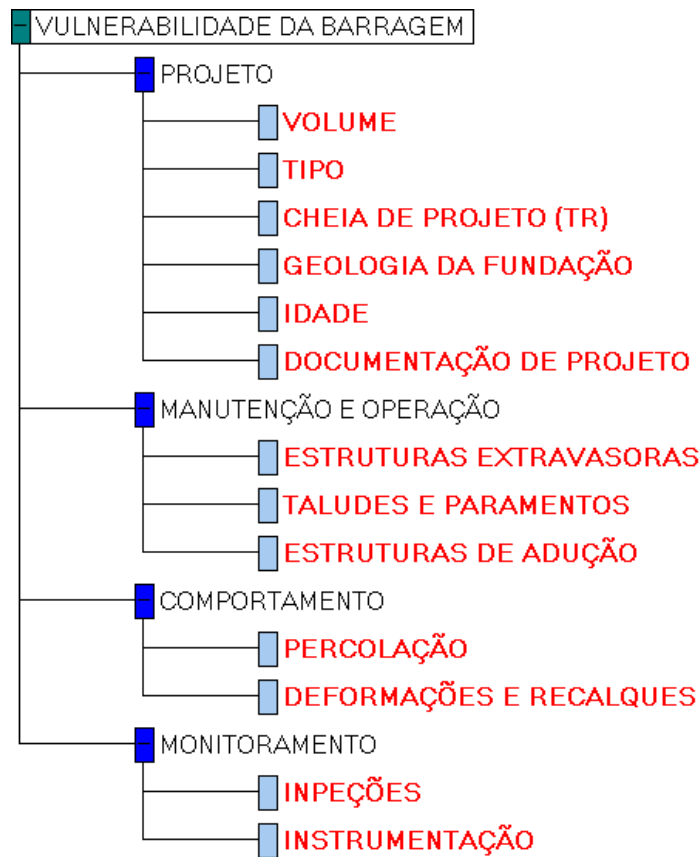 VULNERABILIDADE DA BARRAGEM
PROJETO
VOLUME
TIPO
CHEIA DE PROJETO (TR)
GEOLOGIA DA FUNDAÇÃO
IDADE
DOCUMENTAÇÃO DE PROJETO
MANUTENÇÃO E OPERAÇÃO
ESTRUTURAS EXTRAVASORAS
TALUDES E PARAMENTOS
ESTRUTURAS DE ADUÇÃO
COMPORTAMENTO
PERCOLAÇÃO
DEFORMAÇÕES E RECALQUES
MONITORAMENTO
INPEÇÕES
INSTRUMENTAÇÃO